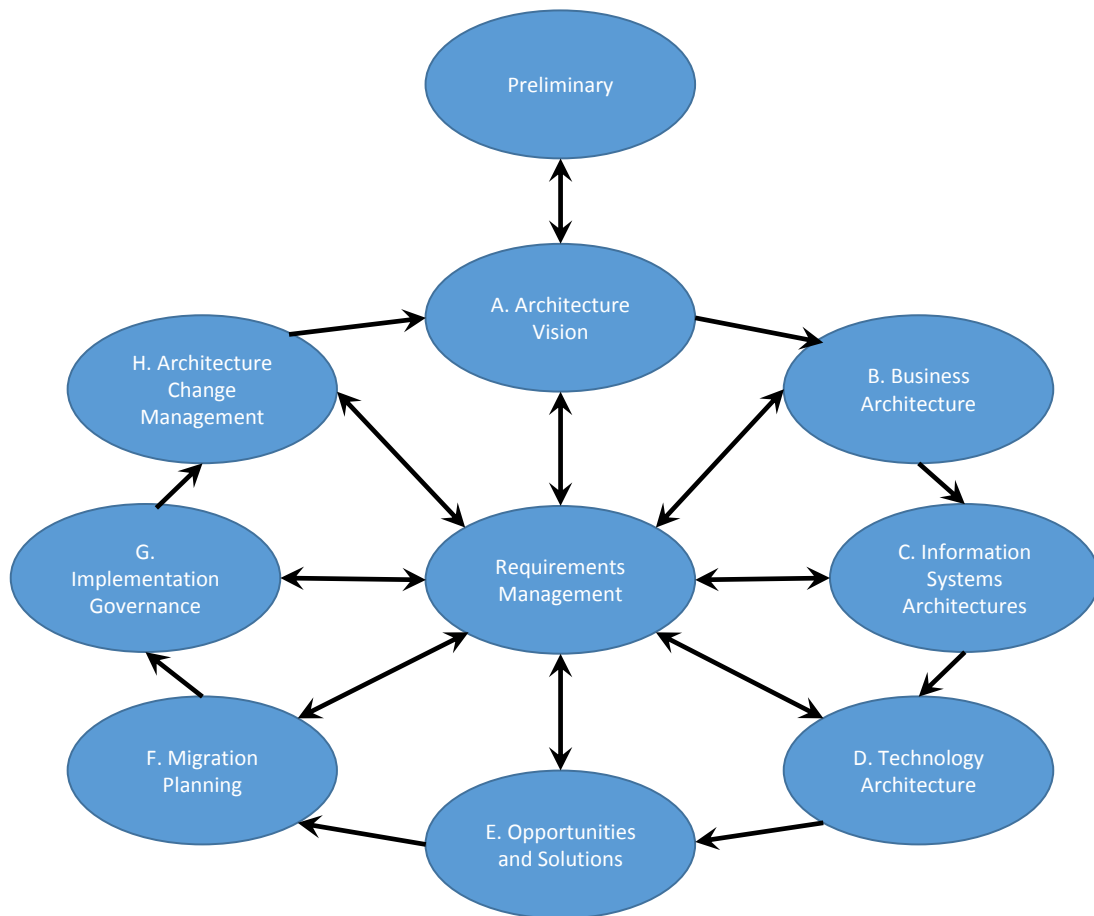 Preliminary
A. Architecture
Vision
H. Architecture
Change
Management
B. Business
Architecture
G.
Implementation
Governance
Requirements
Management
C. Information
Systems
Architectures
F. Migration
Planning
D. Technology
Architecture
E. Opportunities
and Solutions